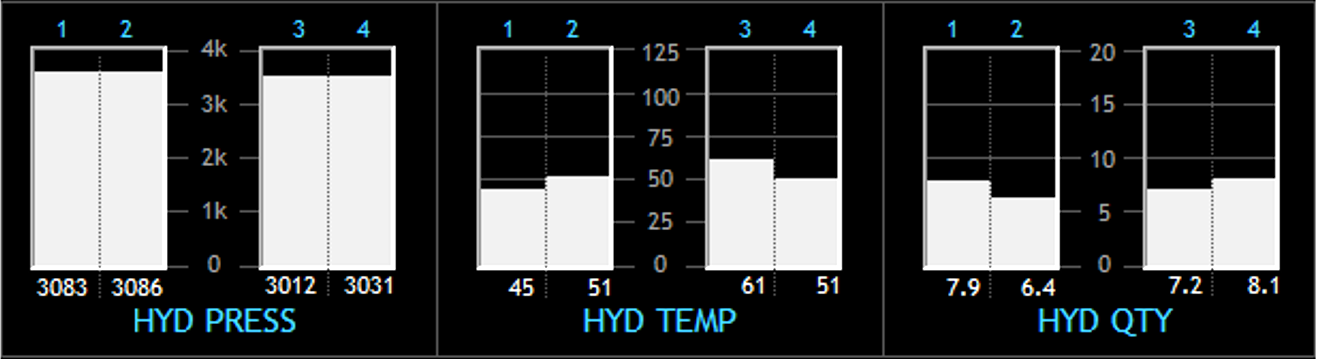 1 2 3 4
4k
3k
2k
1k
0
3083 3086 3012 3031
HYD PRESS
1 2 3 4
125
100
75
50
25
0
45 51 61 51
HYD TEMP
1 2 3 4
20
15
10
5
0
7.9 6.4 7.2 8.1
HYD QTY